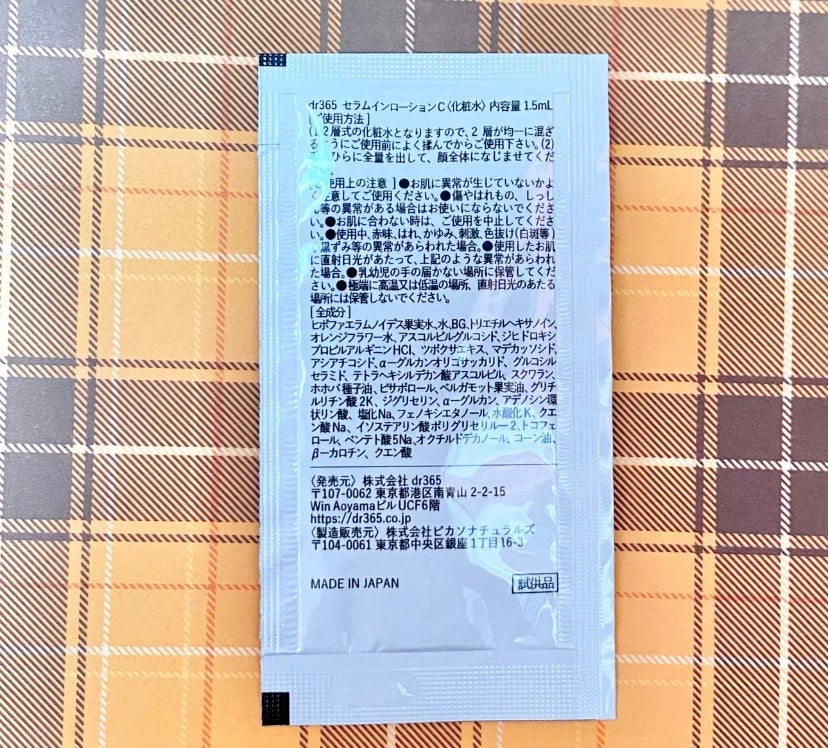 dr365 セラムインローションC〈化粧水〉内容量 1.5mL
ご使用方法]
(1)2層式の化粧水となりますので、2層が均一に混ざ
るようにご使用前によく揉んでからご使用下さい。(2)
ひらに全量を出して、顔全体になじませてくだ
使用上の注意 ]●お肌に異常が生じていないかよ
く注意してご使用ください。●傷やはれもの、しっし
ん等の異常がある場合はお使いにならないでくださ
い。●お肌に合わない時は、ご使用を中止してくださ
い。●使用中、赤味、はれ、かゆみ、刺激、色抜け(白斑等)
黒ずみ等の異常があらわれた場合。●使用したお肌
に直射日光があたって、上記のような異常があらわれ
た場合。●乳幼児の手の届かない場所に保管してくだ
さい。●極端に高温又は低温の場所、直射日光のあたる
場所には保管しないでください。
[全成分]
ヒポファエラムノイデス果実水、水、BG、トリエチルヘキサノイン、
オレンジフラワー水、アスコルビルグルコシド、ジヒドロキシ
プロピルアルギニンHCl、ツボクサエキス、マデカッソシド、
アシアチコシド、α-グルカンオリゴサッカリド、グルコシル
セラミド、テトラヘキシルデカン酸アスコルビル、スクワラン、
ホホバ種子油、ビサボロール、ベルガモット果実油、グリチ
ルリチン酸2K、ジグリセリン、α-グルカン、アデノシン環
状リン酸、塩化Na、フェノキシエタノール、水酸化K、クエ
ン酸Na、イソステアリン酸ポリグリセリル-2、トコフェ
ロール、ペンテト酸5Na、オクチルドデカノール、コーン油、
β-カロチン、クエン酸
〈発売元〉株式会社 dr365
〒107-0062 東京都港区南青山 2-2-15
Win AoyamaビルUCF6階
https://dr365.co.jp
〈製造販売元〉株式会社ピカソナチュラルズ
〒104-0061 東京都中央区銀座1丁目16-3
MADE IN JAPAN
試供品